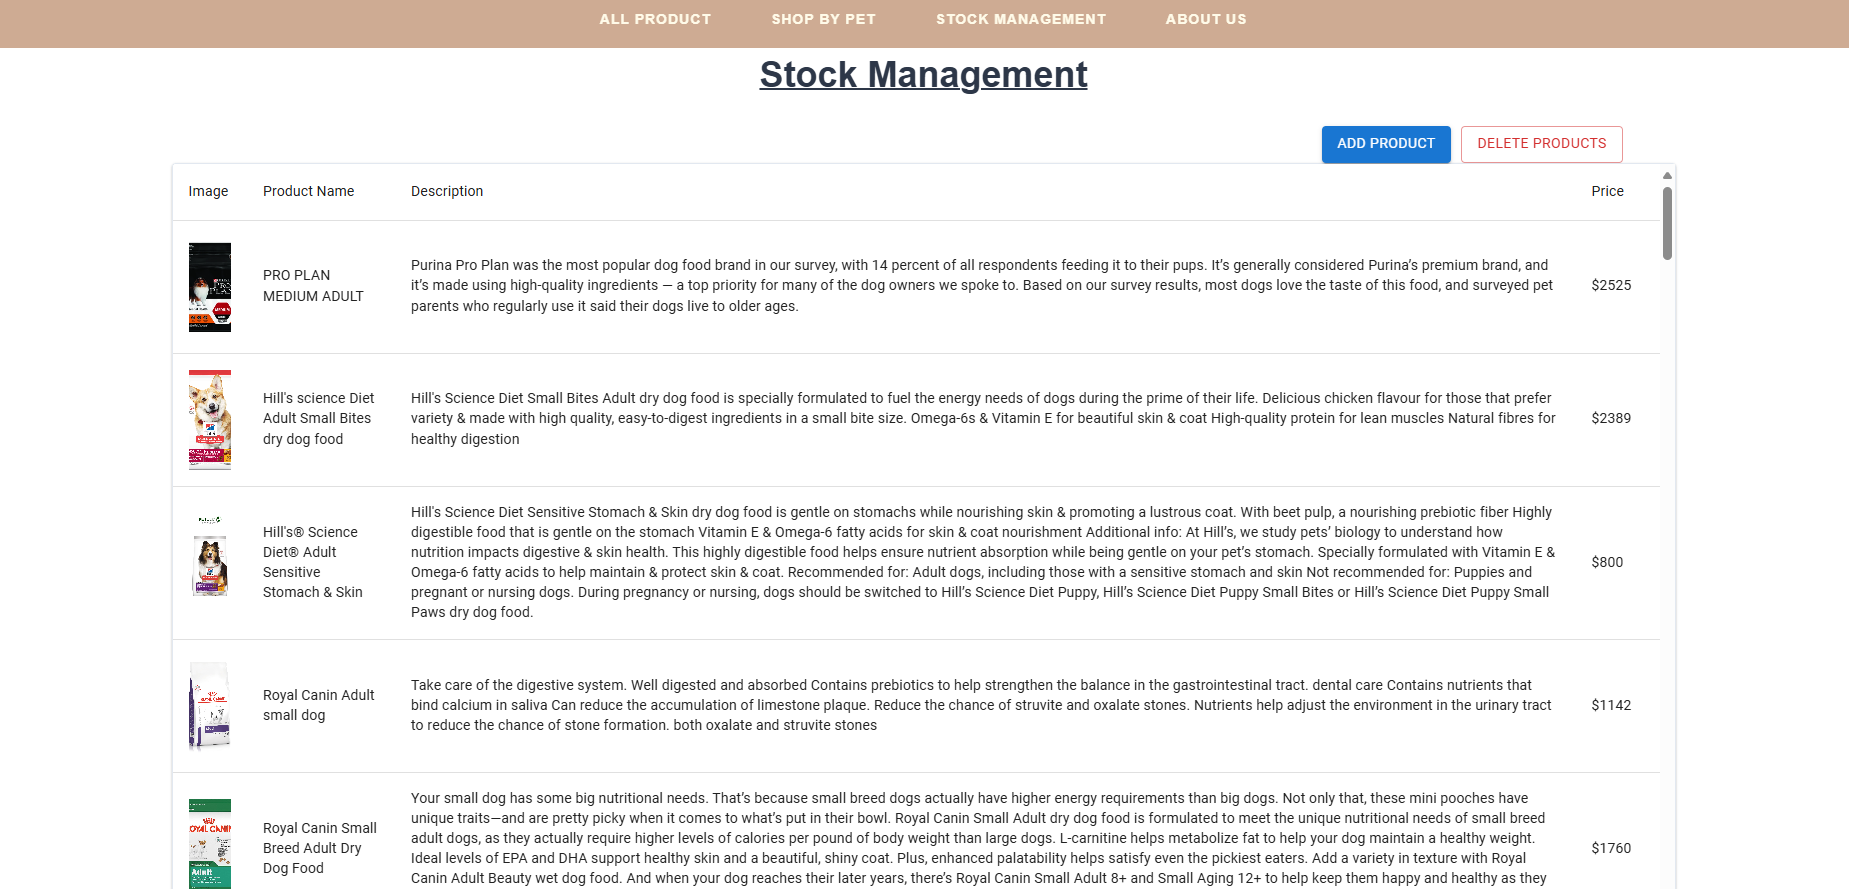 ALL PRODUCT SHOP BY PET STOCK MANAGEMENT ABOUT US
Stock Management
ADD PRODUCT DELETE PRODUCTS
Image Product Name Description Price
PRO PLAN
MEDIUM ADULT
Purina Pro Plan was the most popular dog food brand in our survey, with 14 percent of all respondents feeding it to their pups. It’s generally considered Purina’s premium brand, and
it’s made using high-quality ingredients — a top priority for many of the dog owners we spoke to. Based on our survey results, most dogs love the taste of this food, and surveyed pet
parents who regularly use it said their dogs live to older ages.
$2525
Hill's science Diet
Adult Small Bites
dry dog food
Hill's Science Diet Small Bites Adult dry dog food is specially formulated to fuel the energy needs of dogs during the prime of their life. Delicious chicken flavour for those that prefer
variety & made with high quality, easy-to-digest ingredients in a small bite size. Omega-6s & Vitamin E for beautiful skin & coat High-quality protein for lean muscles Natural fibres for
healthy digestion
$2389
Hill's® Science
Diet® Adult
Sensitive
Stomach & Skin
Hill's Science Diet Sensitive Stomach & Skin dry dog food is gentle on stomachs while nourishing skin & promoting a lustrous coat. With beet pulp, a nourishing prebiotic fiber Highly
digestible food that is gentle on the stomach Vitamin E & Omega-6 fatty acids for skin & coat nourishment Additional info: At Hill’s, we study pets’ biology to understand how
nutrition impacts digestive & skin health. This highly digestible food helps ensure nutrient absorption while being gentle on your pet’s stomach. Specially formulated with Vitamin E &
Omega-6 fatty acids to help maintain & protect skin & coat. Recommended for: Adult dogs, including those with a sensitive stomach and skin Not recommended for: Puppies and
pregnant or nursing dogs. During pregnancy or nursing, dogs should be switched to Hill’s Science Diet Puppy, Hill’s Science Diet Puppy Small Bites or Hill’s Science Diet Puppy Small
Paws dry dog food.
$800
Royal Canin Adult
small dog
Take care of the digestive system. Well digested and absorbed Contains prebiotics to help strengthen the balance in the gastrointestinal tract. dental care Contains nutrients that
bind calcium in saliva Can reduce the accumulation of limestone plaque. Reduce the chance of struvite and oxalate stones. Nutrients help adjust the environment in the urinary tract
to reduce the chance of stone formation. both oxalate and struvite stones
$1142
ROYAL CANIN
Adult
Royal Canin Small
Breed Adult Dry
Dog Food
Your small dog has some big nutritional needs. That’s because small breed dogs actually have higher energy requirements than big dogs. Not only that, these mini pooches have
unique traits—and are pretty picky when it comes to what’s put in their bowl. Royal Canin Small Adult dry dog food is formulated to meet the unique nutritional needs of small breed
adult dogs, as they actually require higher levels of calories per pound of body weight than large dogs. L-carnitine helps metabolize fat to help your dog maintain a healthy weight.
Ideal levels of EPA and DHA support healthy skin and a beautiful, shiny coat. Plus, enhanced palatability helps satisfy even the pickiest eaters. Add a variety in texture with Royal
Canin Adult Beauty wet dog food. And when your dog reaches their later years, there’s Royal Canin Small Adult 8+ and Small Aging 12+ to help keep them happy and healthy as they
$1760